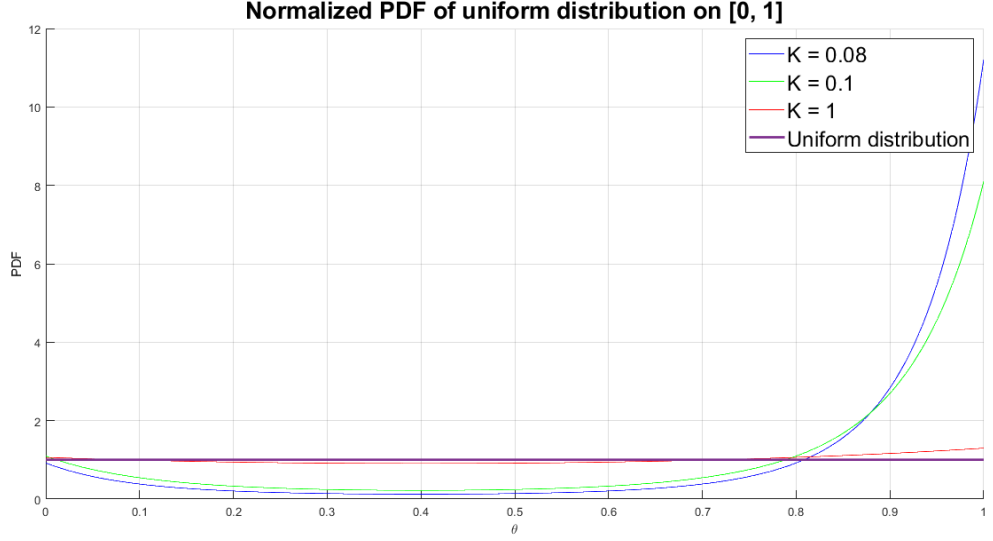 Normalized PDF of uniform distribution on [0, 1]
K = 0.08
K = 0.1
K = 1
Uniform distribution
PDF
12
10
8
6
4
2
0
0 0.1 0.2 0.3 0.4 0.5 0.6 0.7 0.8 0.9 1
θ